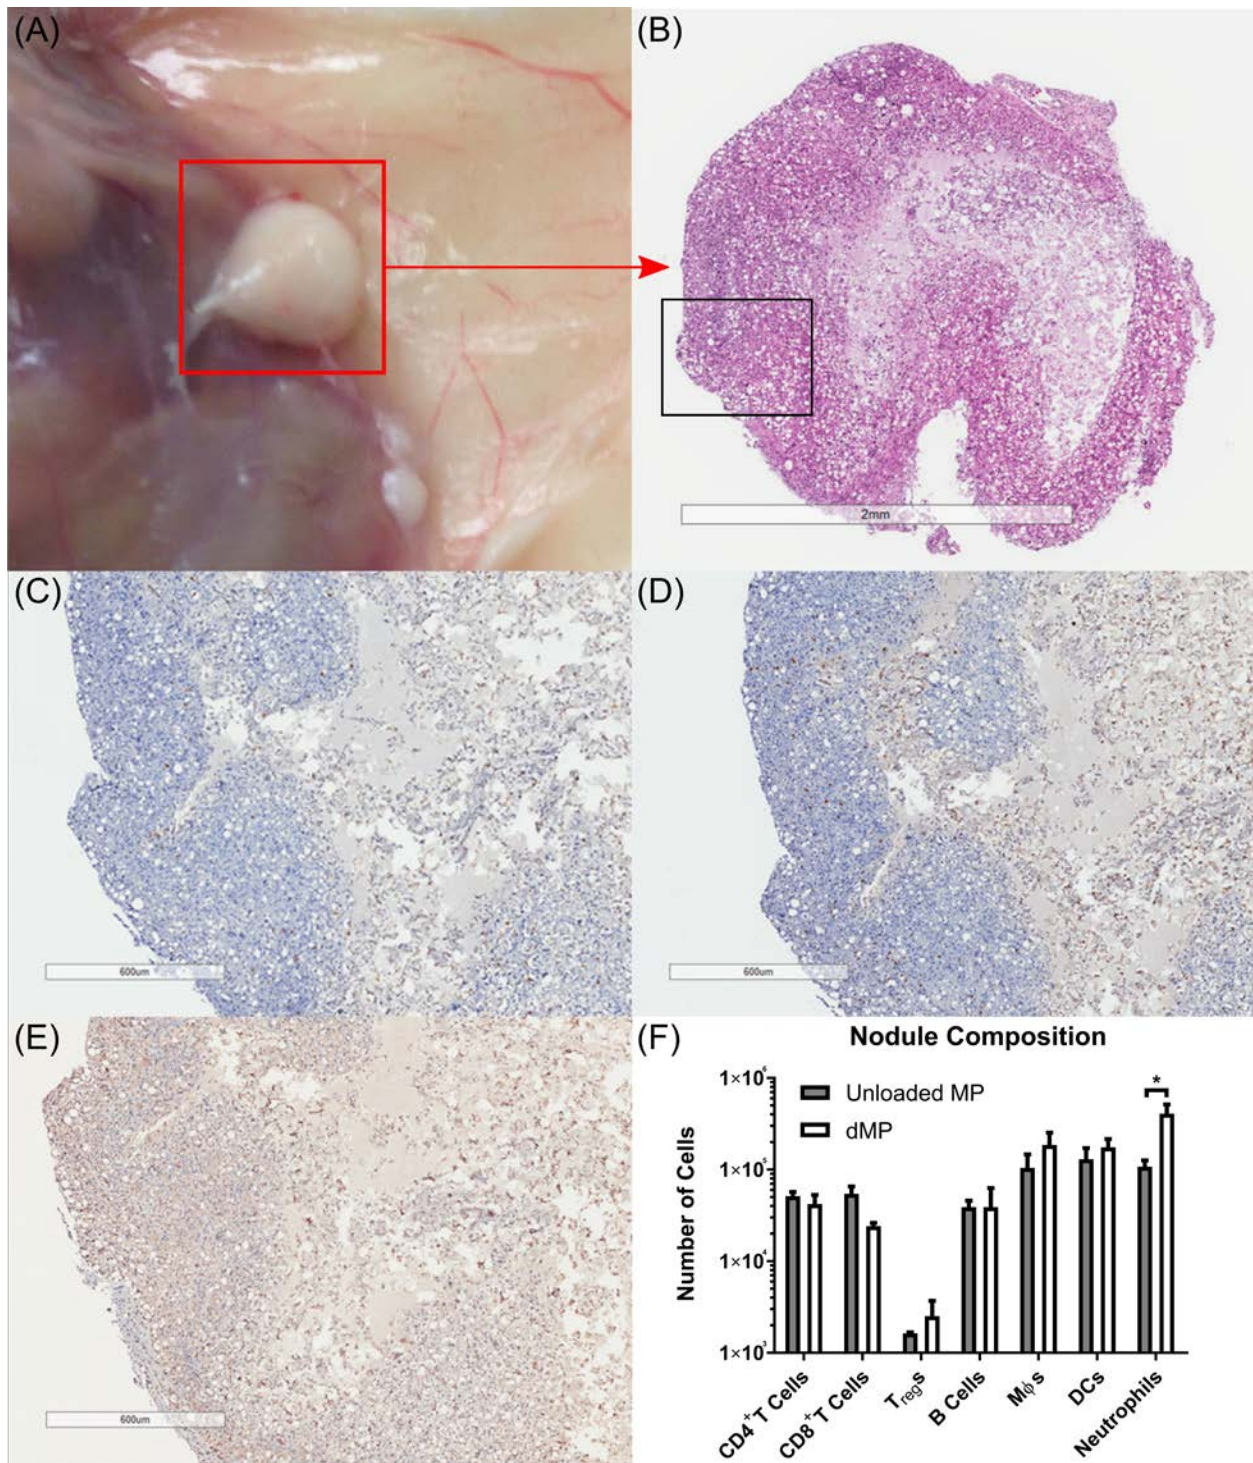 (A)
(B)
2mm
(C)
600um
(D)
600um
(E)
600um
(F)
Nodule Composition
Number of Cells
1×10⁶
1×10⁵
1×10⁴
1×10³
Unloaded MP
dMP
*
CD4⁺T Cells
CD8⁺T Cells
Tregs
B Cells
Mϕs
DCs
Neutrophils